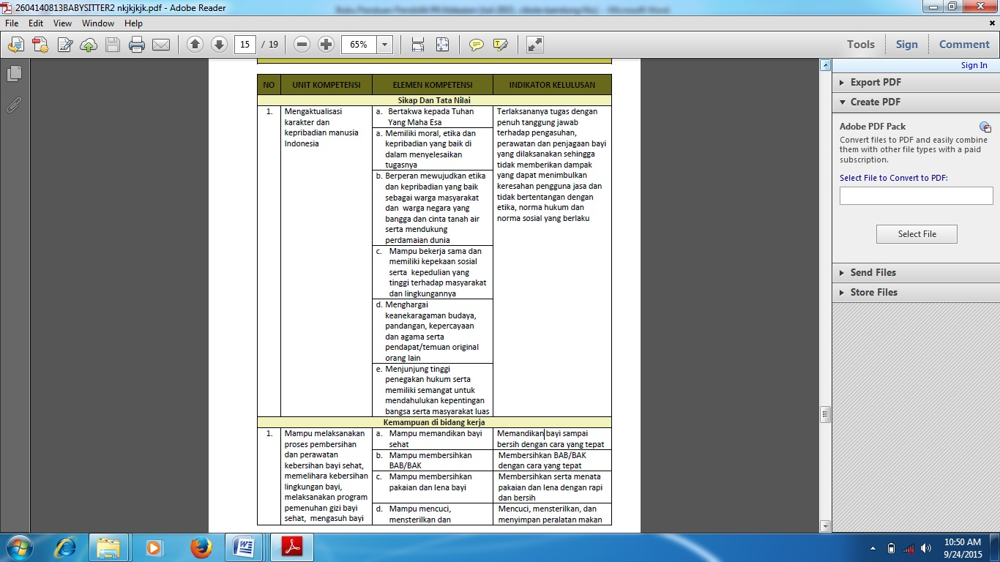 2604140813BABYSITTER2 nkjkjkjk.pdf - Adobe Reader
File Edit View Window Help
15 / 19
65%
Tools Sign Comment
Sign In
Export PDF
Create PDF
Adobe PDF Pack
Convert files to PDF and easily combine
them with other file types with a paid
subscription.
Select File to Convert to PDF:
Select File
Send Files
Store Files
NO UNIT KOMPETENSI ELEMEN KOMPETENSI INDIKATOR KELULUSAN
Sikap Dan Tata Nilai
1. Mengaktualisasi
karakter dan
kepribadian manusia
Indonesia
a. Bertakwa kepada Tuhan
Yang Maha Esa
a. Memiliki moral, etika dan
kepribadian yang baik di
dalam menyelesaikan
tugasnya
b. Berperan mewujudkan etika
dan kepribadian yang baik
sebagai warga masyarakat
dan warga negara yang
bangga dan cinta tanah air
serta mendukung
perdamaian dunia
c. Mampu bekerja sama dan
memiliki kepekaan sosial
serta kepedulian yang
tinggi terhadap masyarakat
dan lingkungannya
d. Menghargai
keanekaragaman budaya,
pandangan, kepercayaan
dan agama serta
pendapat/temuan original
orang lain
e. Menjunjung tinggi
penegakan hukum serta
memiliki semangat untuk
mendahulukan kepentingan
bangsa serta masyarakat luas
Terlaksananya tugas dengan
penuh tanggung jawab
terhadap pengasuhan,
perawatan dan penjagaan bayi
yang dilaksanakan sehingga
tidak memberikan dampak
yang dapat menimbulkan
keresahan pengguna jasa dan
tidak bertentangan dengan
etika, norma hukum dan
norma sosial yang berlaku
Kemampuan di bidang kerja
1. Mampu melaksanakan
proses pembersihan
dan perawatan
kebersihan bayi sehat,
memelihara kebersihan
lingkungan bayi,
melaksanakan program
pemenuhan gizi bayi
sehat, mengasuh bayi
a. Mampu memandikan bayi
sehat
Memandikan bayi sampai
bersih dengan cara yang tepat
b. Mampu membersihkan
BAB/BAK
Membersihkan BAB/BAK
dengan cara yang tepat
c. Mampu membersihkan
pakaian dan lena bayi
Membersihkan serta menata
pakaian dan lena dengan rapi
dan bersih
d. Mampu mencuci,
mensterilkan dan
Mencuci, mensterilkan, dan
menyimpan peralatan makan
10:50 AM
9/24/2015